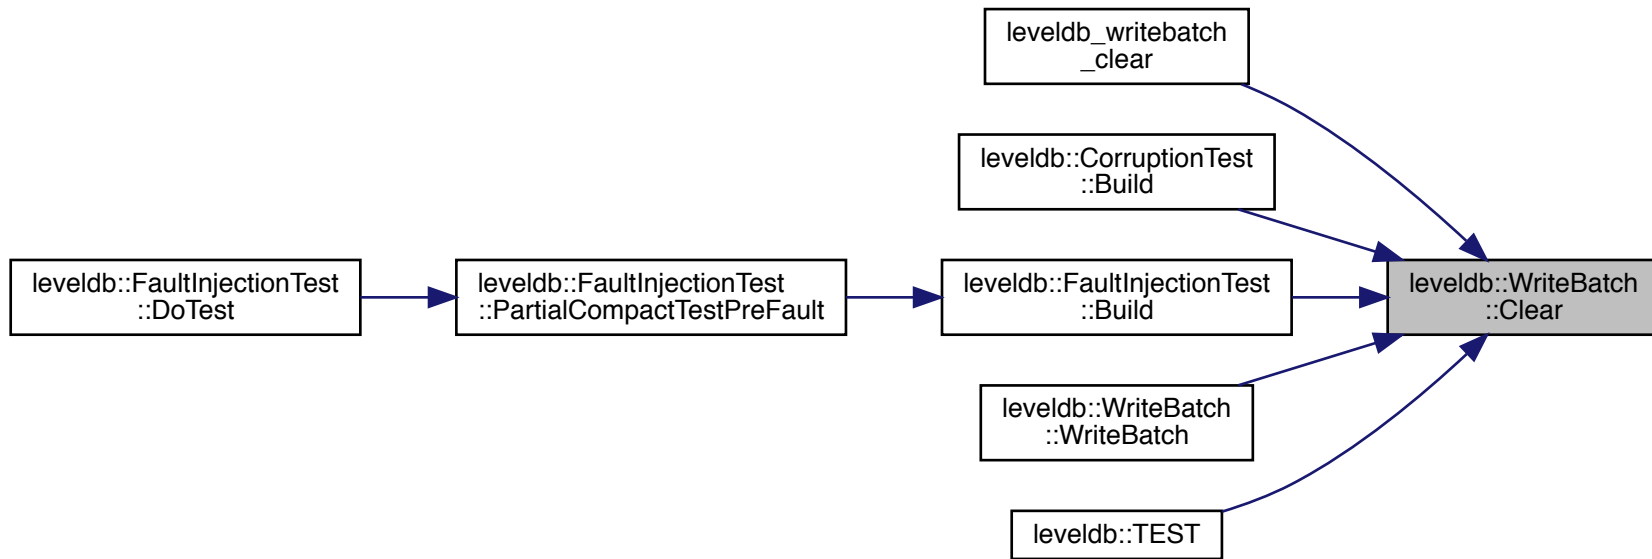 leveldb_writebatch
_clear
leveldb::CorruptionTest
::Build
leveldb::FaultInjectionTest
::DoTest
leveldb::FaultInjectionTest
::PartialCompactTestPreFault
leveldb::FaultInjectionTest
::Build
leveldb::WriteBatch
::Clear
leveldb::WriteBatch
::WriteBatch
leveldb::TEST